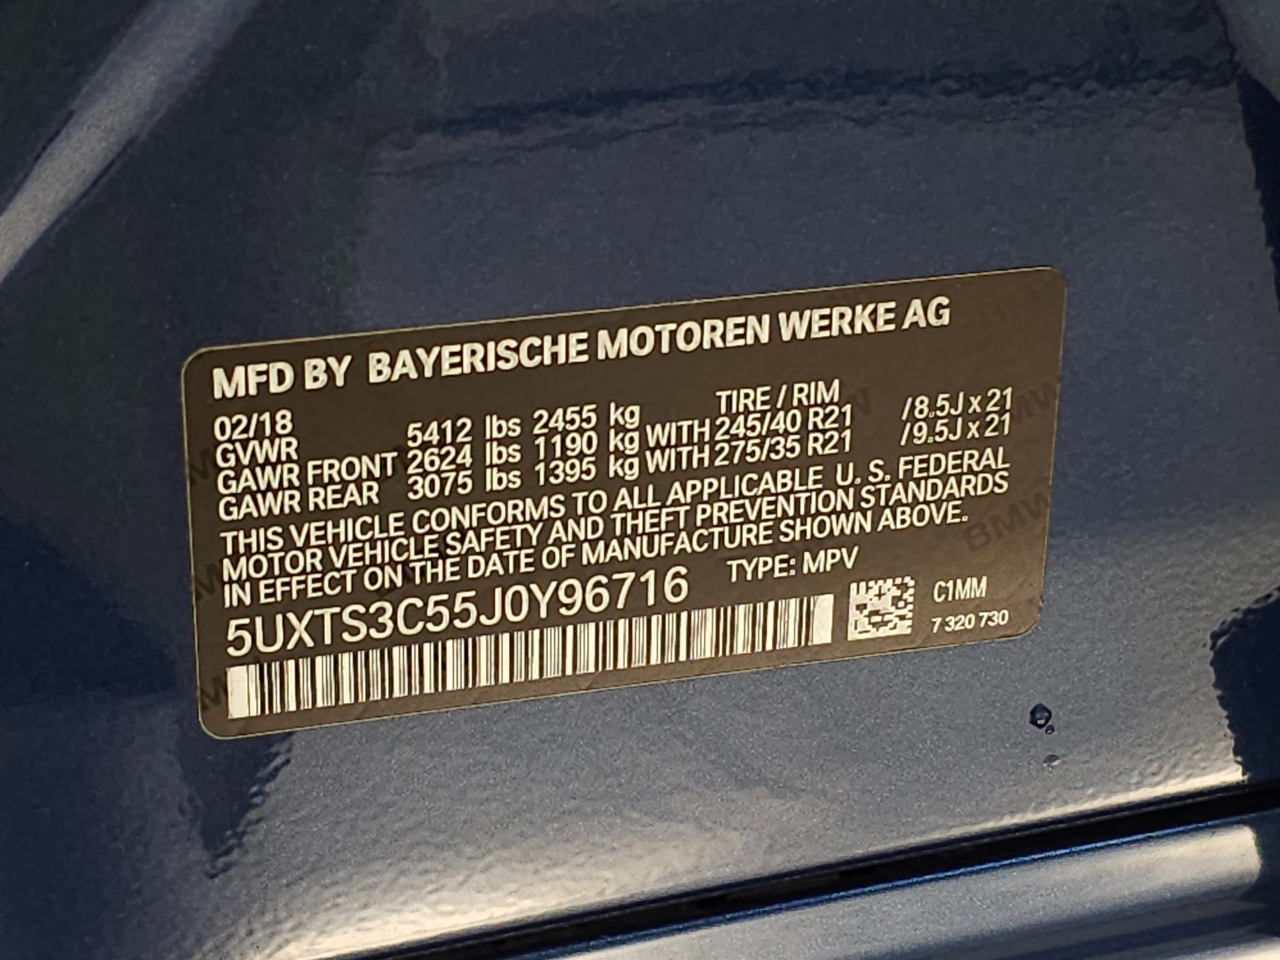 MFD BY BAYERISCHE MOTOREN WERKE AG
02/18 TIRE / RIM
GVWR 5412 lbs 2455 kg
GAWR FRONT 2624 lbs 1190 kg WITH 245/40 R21 /8.5J x 21
GAWR REAR 3075 lbs 1395 kg WITH 275/35 R21 /9.5J x 21
THIS VEHICLE CONFORMS TO ALL APPLICABLE U. S. FEDERAL
MOTOR VEHICLE SAFETY AND THEFT PREVENTION STANDARDS
IN EFFECT ON THE DATE OF MANUFACTURE SHOWN ABOVE.
5UXTS3C55J0Y96716 TYPE: MPV
C1MM
7 320 730